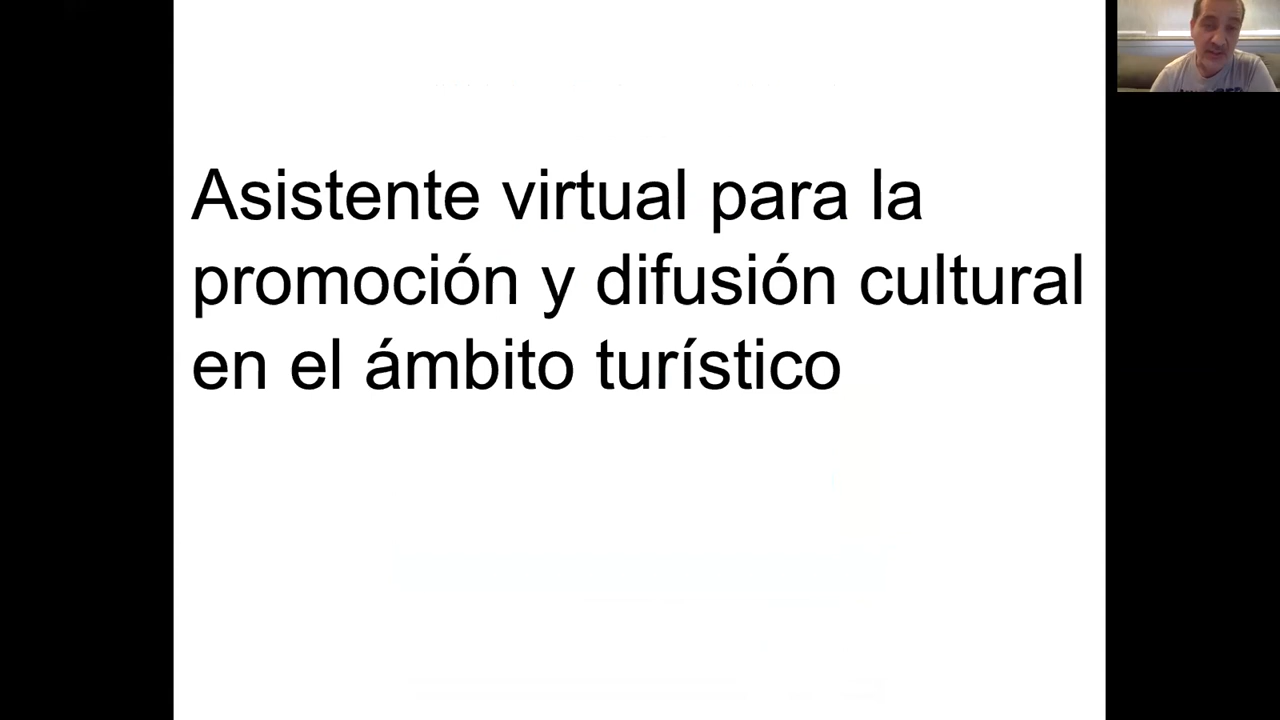 Asistente virtual para la
promoción y difusión cultural
en el ámbito turístico